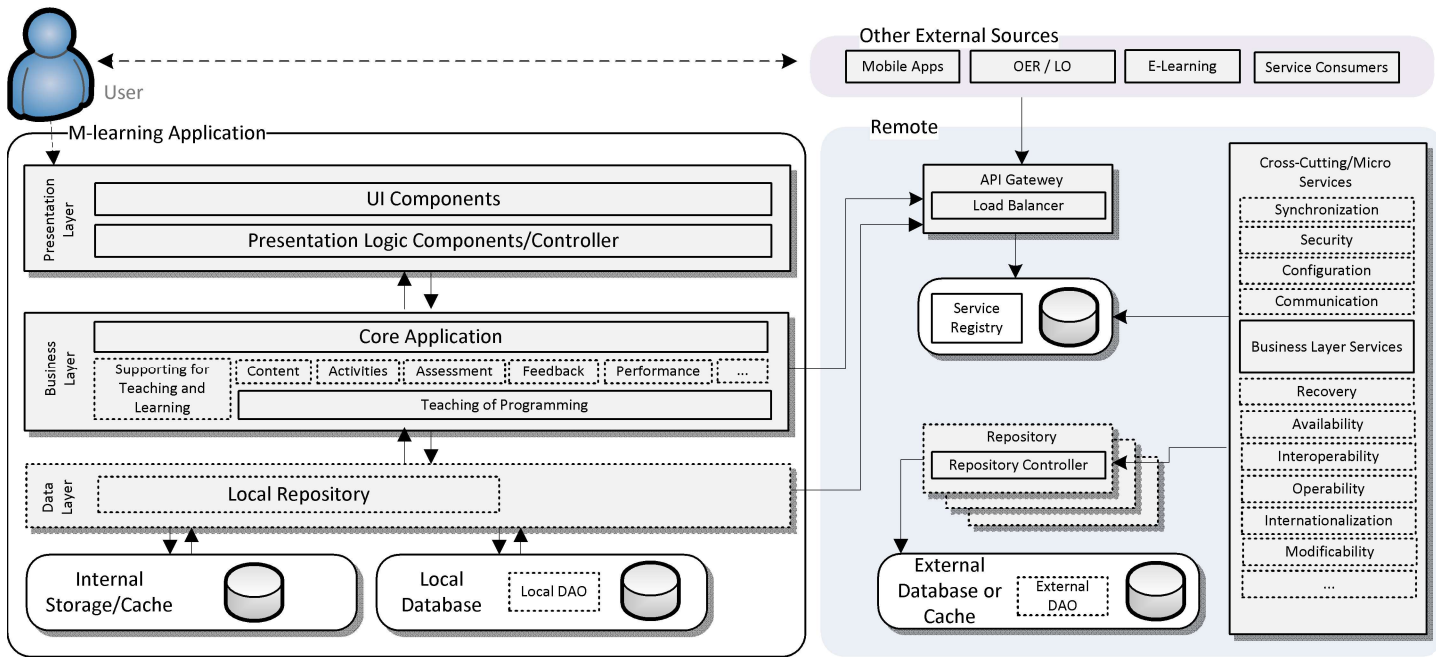 User
Other External Sources
Mobile Apps
OER / LO
E-Learning
Service Consumers
M-learning Application
Presentation
Layer
UI Components
Presentation Logic Components/Controller
Business
Layer
Core Application
Supporting for
Teaching and
Learning
Content
Activities
Assessment
Feedback
Performance
...
Teaching of Programming
Data
Layer
Local Repository
Internal
Storage/Cache
Local
Database
Local DAO
Remote
API Gatewey
Load Balancer
Service
Registry
Repository
Repository Controller
External
Database or
Cache
External
DAO
Cross-Cutting/Micro
Services
Synchronization
Security
Configuration
Communication
Business Layer Services
Recovery
Availability
Interoperability
Operability
Internationalization
Modificability
...